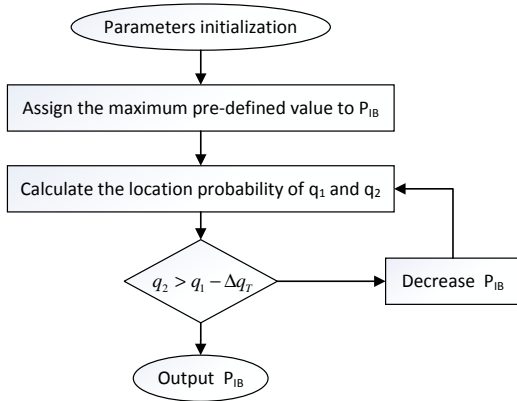 Parameters initialization
Assign the maximum pre-defined value to P_IB
Calculate the location probability of q₁ and q₂
q₂ > q₁ − Δq_T
Decrease P_IB
Output P_IB